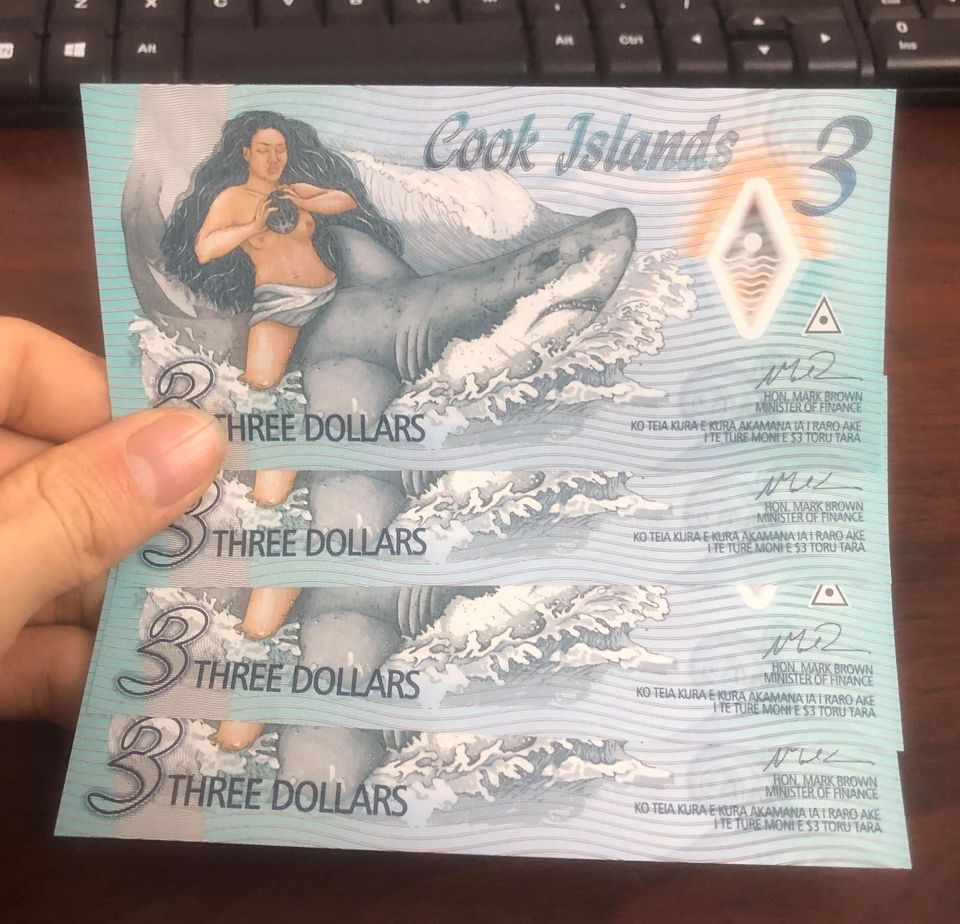 Alt
Alt
Ctrl
0
Ins
Cook Islands
3
HON. MARK BROWN
MINISTER OF FINANCE
3
THREE DOLLARS
KO TEIA KURA E KURA AKAMANA IA I RARO AKE
I TE TURE MONI E $3 TORU TARA
HON. MARK BROWN
MINISTER OF FINANCE
3
THREE DOLLARS
KO TEIA KURA E KURA AKAMANA IA I RARO AKE
I TE TURE MONI E $3 TORU TARA
HON. MARK BROWN
MINISTER OF FINANCE
3
THREE DOLLARS
KO TEIA KURA E KURA AKAMANA IA I RARO AKE
I TE TURE MONI E $3 TORU TARA
HON. MARK BROWN
MINISTER OF FINANCE
3
THREE DOLLARS
KO TEIA KURA E KURA AKAMANA IA I RARO AKE
I TE TURE MONI E $3 TORU TARA